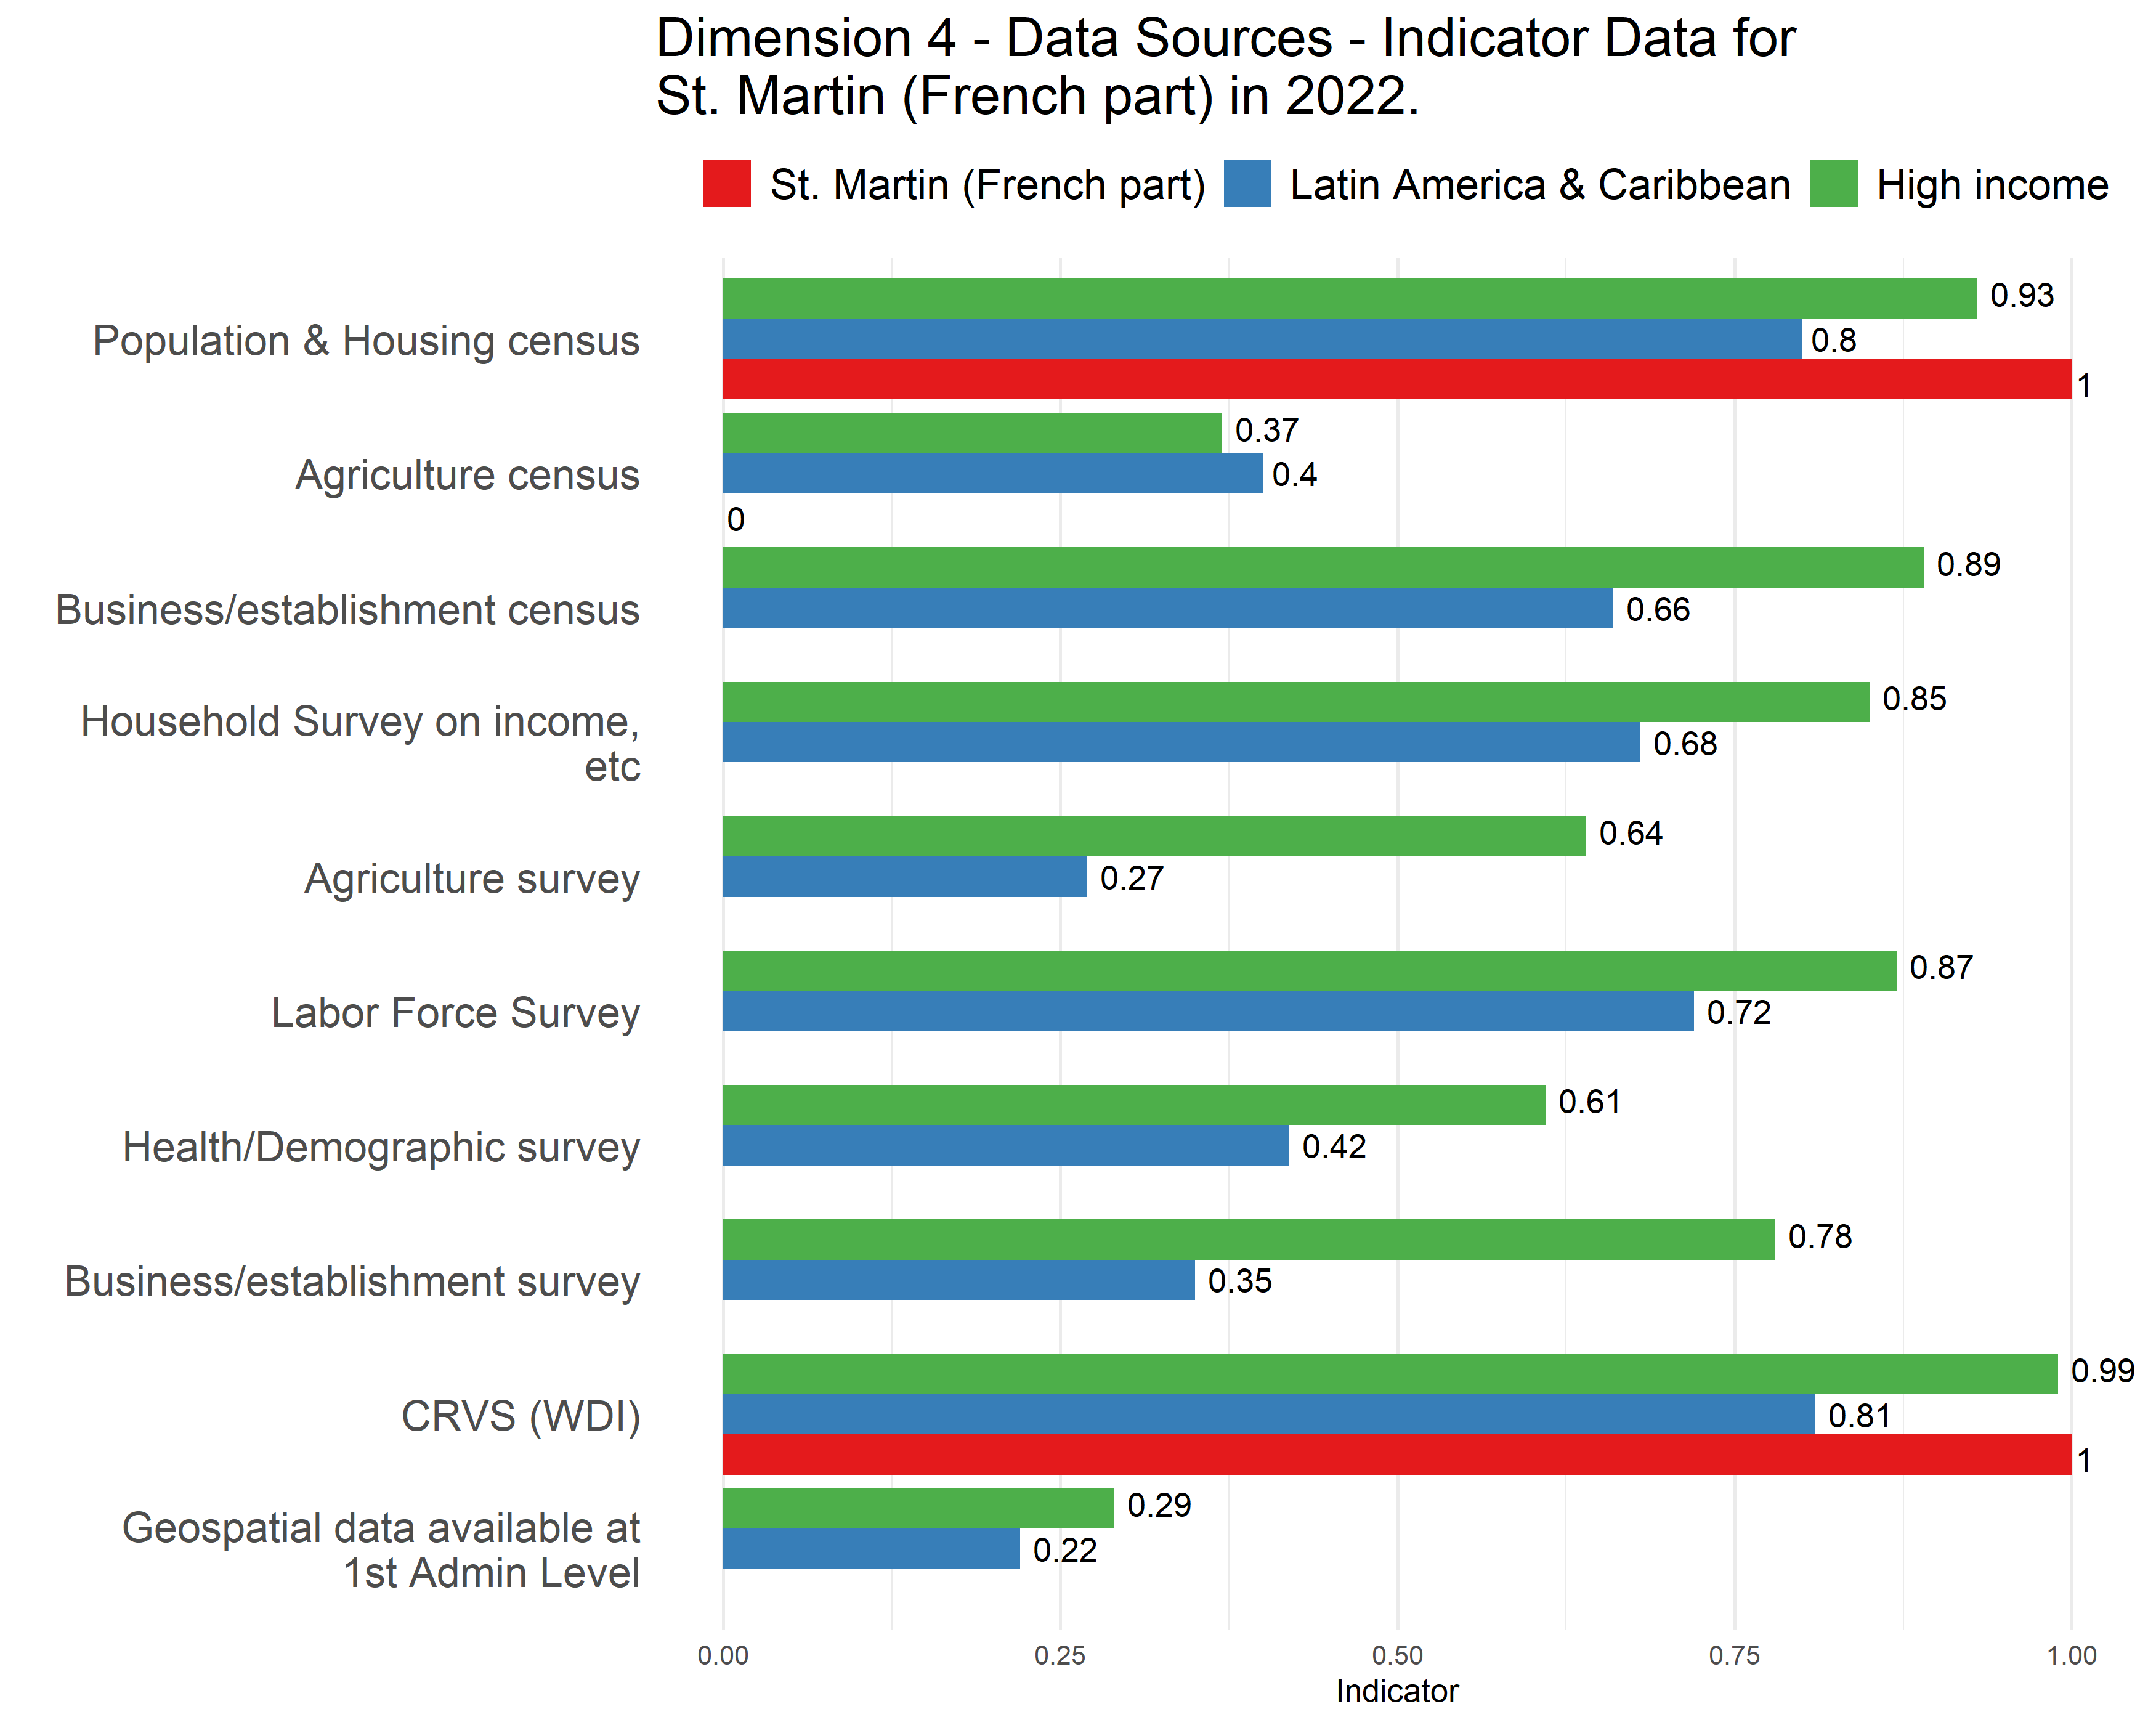 Dimension 4 - Data Sources - Indicator Data for
St. Martin (French part) in 2022.
St. Martin (French part) Latin America & Caribbean High income
Population & Housing census
0.93
0.8
1
Agriculture census
0.37
0.4
0
Business/establishment census
0.89
0.66
Household Survey on income,
etc
0.85
0.68
Agriculture survey
0.64
0.27
Labor Force Survey
0.87
0.72
Health/Demographic survey
0.61
0.42
Business/establishment survey
0.78
0.35
CRVS (WDI)
0.99
0.81
1
Geospatial data available at
1st Admin Level
0.29
0.22
0.00 0.25 0.50 0.75 1.00
Indicator